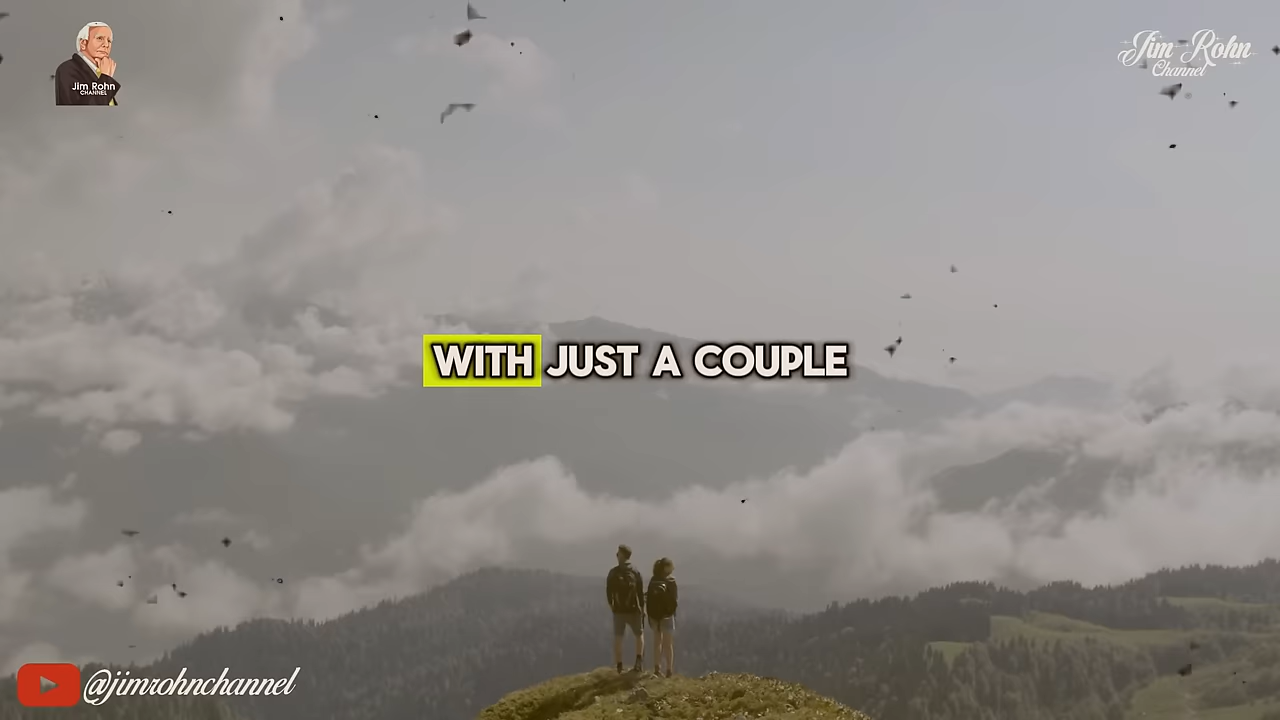 Jim Rohn
CHANNEL
Jim Rohn
Channel
WITH JUST A COUPLE
@jimrohnchannel